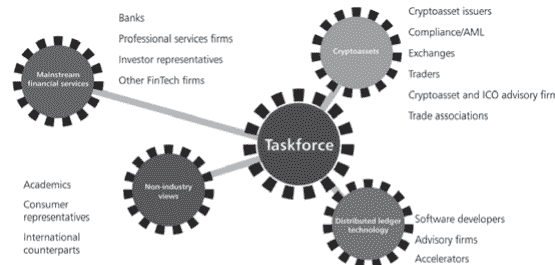 Banks
Professional services firms
Investor representatives
Other FinTech firms
Mainstream
financial services
Cryptoassets
Cryptoasset issuers
Compliance/AML
Exchanges
Traders
Cryptoasset and ICO advisory firm
Trade associations
Taskforce
Academics
Consumer
representatives
International
counterparts
Non-industry
views
Distributed ledger
technology
Software developers
Advisory firms
Accelerators